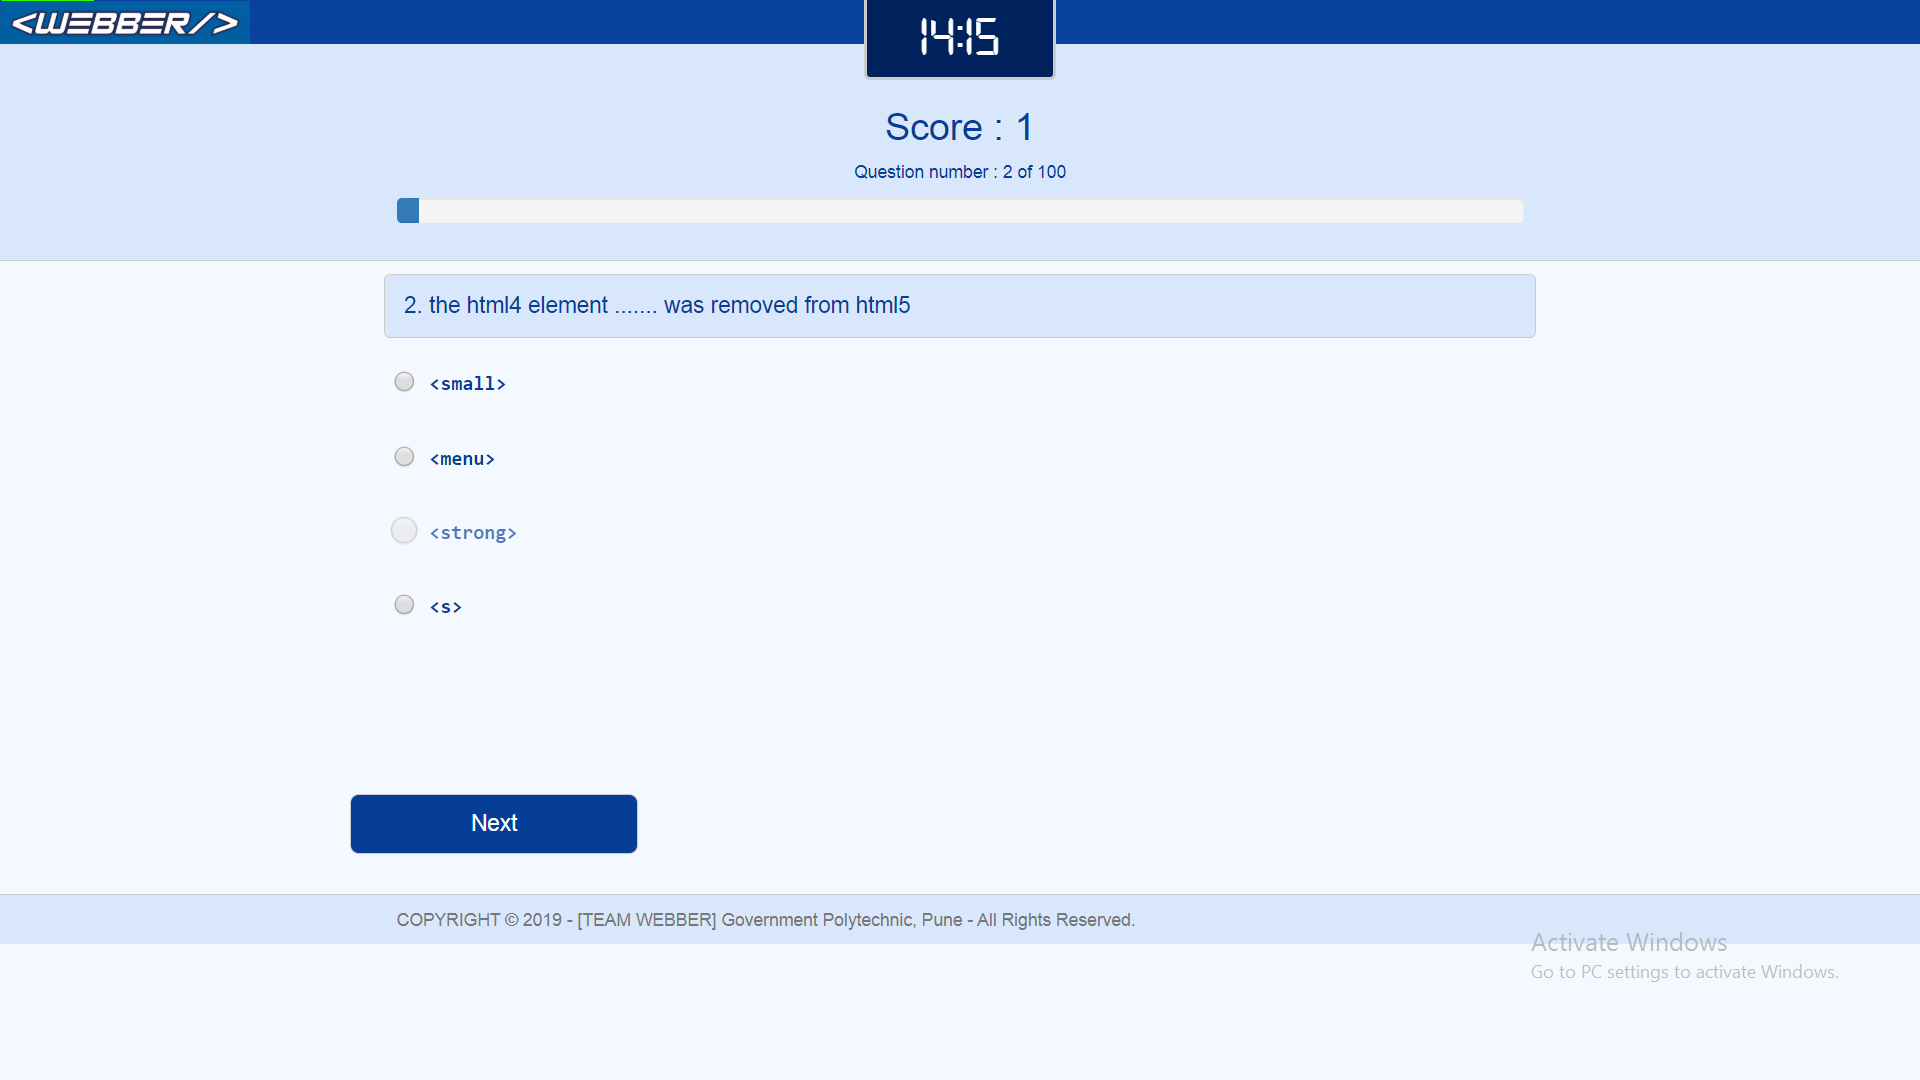 <WEBBER/>
14:15
Score : 1
Question number : 2 of 100
2. the html4 element ....... was removed from html5
<small>
<menu>
<strong>
<s>
Next
COPYRIGHT © 2019 - [TEAM WEBBER] Government Polytechnic, Pune - All Rights Reserved.
Activate Windows
Go to PC settings to activate Windows.